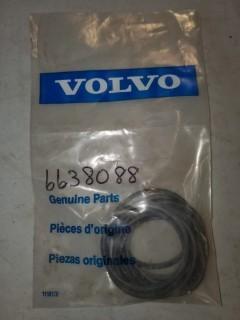 VOLVO
6638088
Genuine Parts
Pièces d'origine
Piezas originales